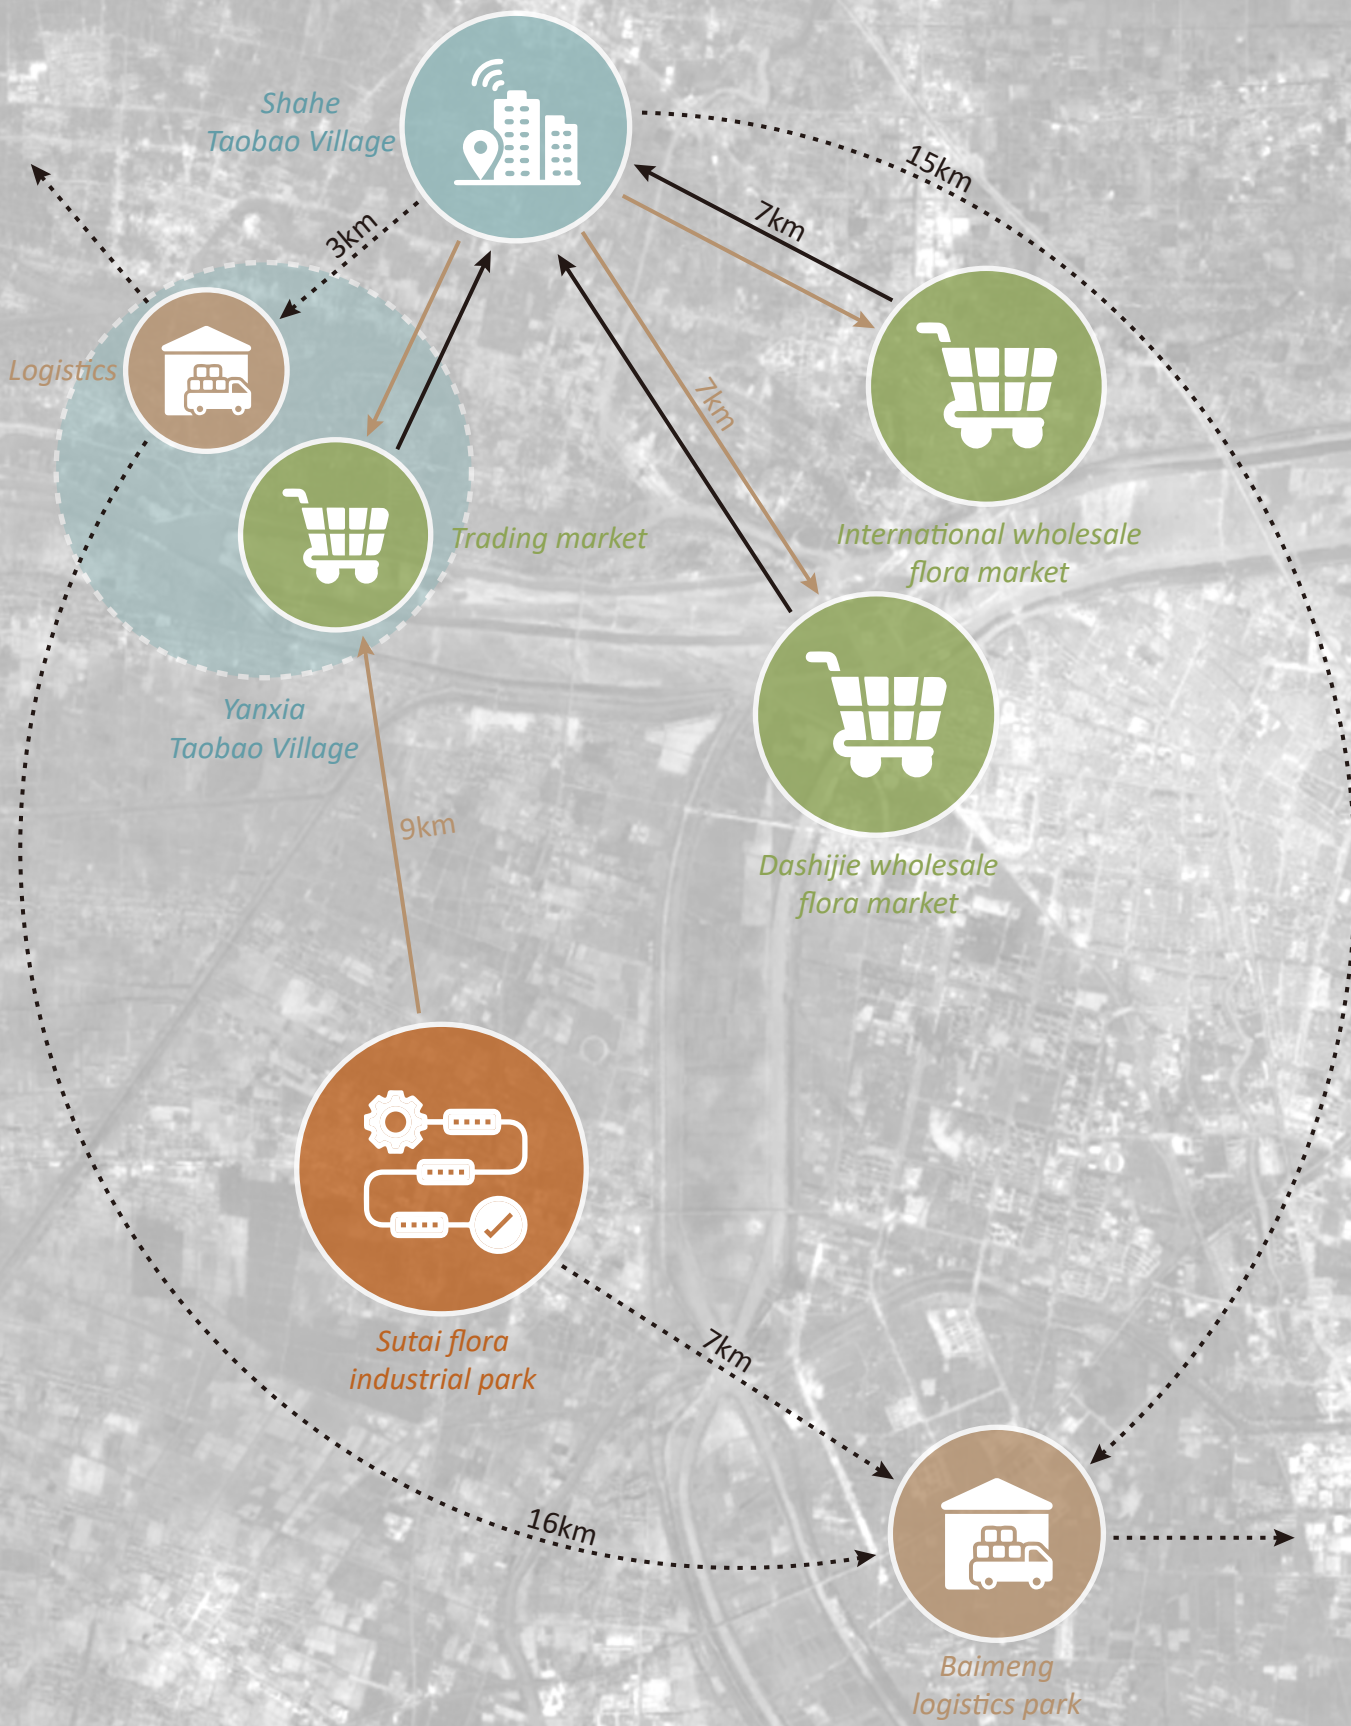 Shahe
Taobao Village
15km
7km
3km
Logistics
7km
Trading market
International wholesale
flora market
Yanxia
Taobao Village
9km
Dashijie wholesale
flora market
Sutai flora
industrial park
7km
16km
Baimeng
logistics park